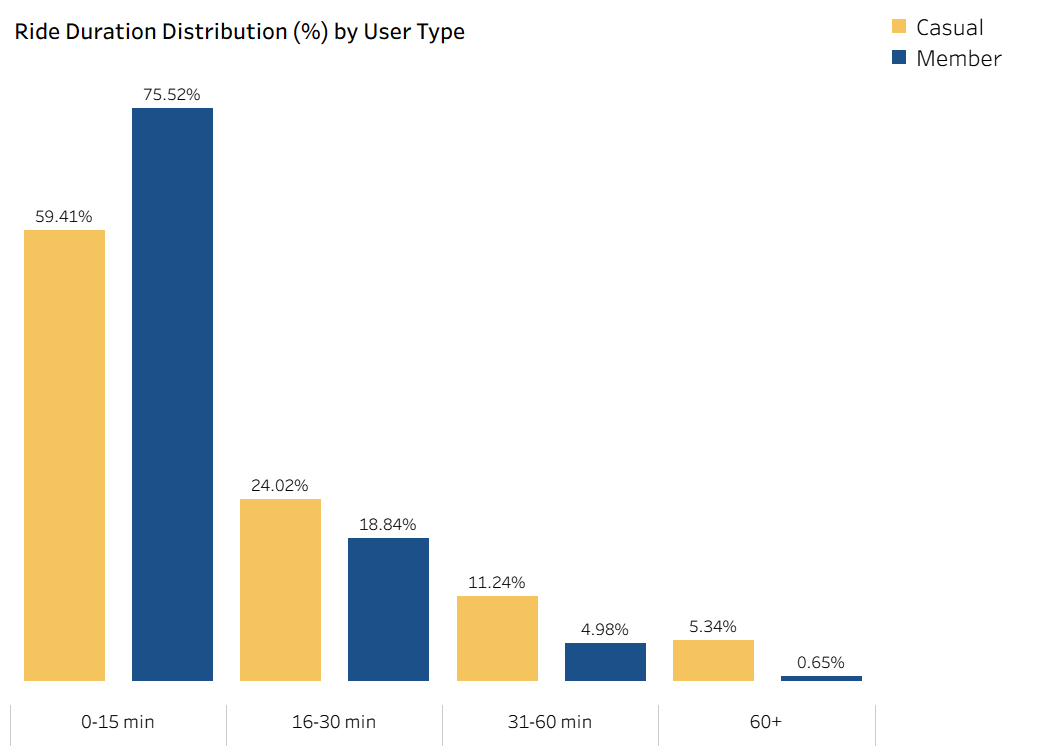 Ride Duration Distribution (%) by User Type
Casual
Member
75.52%
59.41%
24.02%
18.84%
11.24%
4.98%
5.34%
0.65%
0-15 min
16-30 min
31-60 min
60+